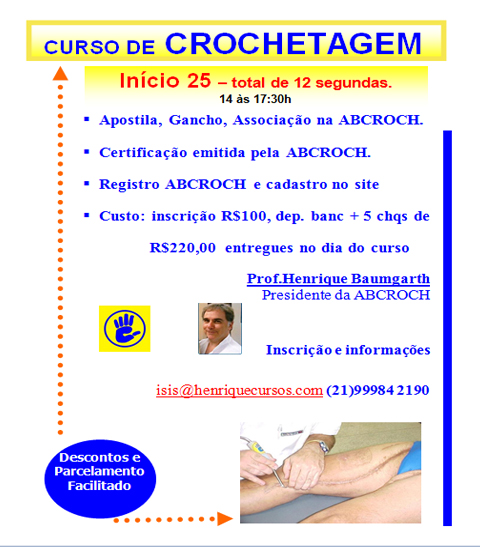 CURSO DE CROCHETAGEM
Início 25 – total de 12 segundas.
14 às 17:30h
▪ Apostila, Gancho, Associação na ABCROCH.
▪ Certificação emitida pela ABCROCH.
▪ Registro ABCROCH e cadastro no site
▪ Custo: inscrição R$100, dep. banc + 5 chqs de
R$220,00 entregues no dia do curso
Prof.Henrique Baumgarth
Presidente da ABCROCH
Inscrição e informações
isis@henriquecursos.com (21)999842190
Descontos e
Parcelamento
Facilitado